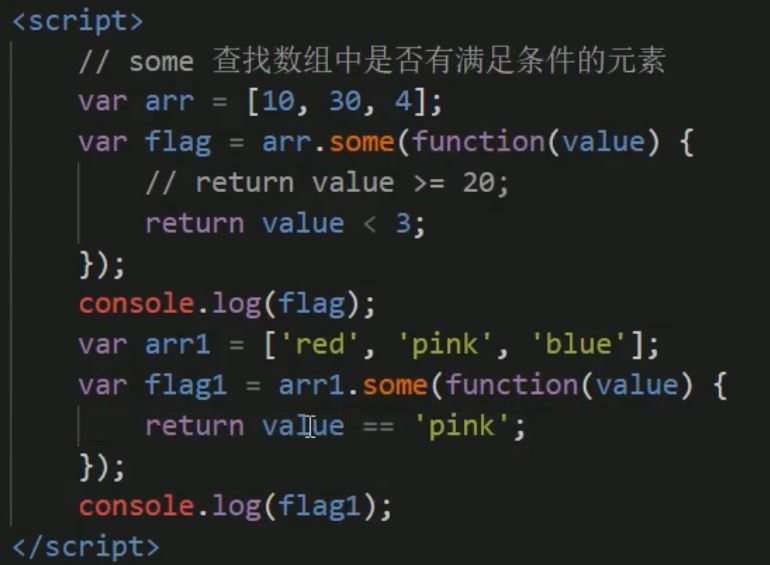 <script>
// some 查找数组中是否有满足条件的元素
var arr = [10, 30, 4];
var flag = arr.some(function(value) {
// return value >= 20;
return value < 3;
});
console.log(flag);
var arr1 = ['red', 'pink', 'blue'];
var flag1 = arr1.some(function(value) {
return value == 'pink';
});
console.log(flag1);
</script>